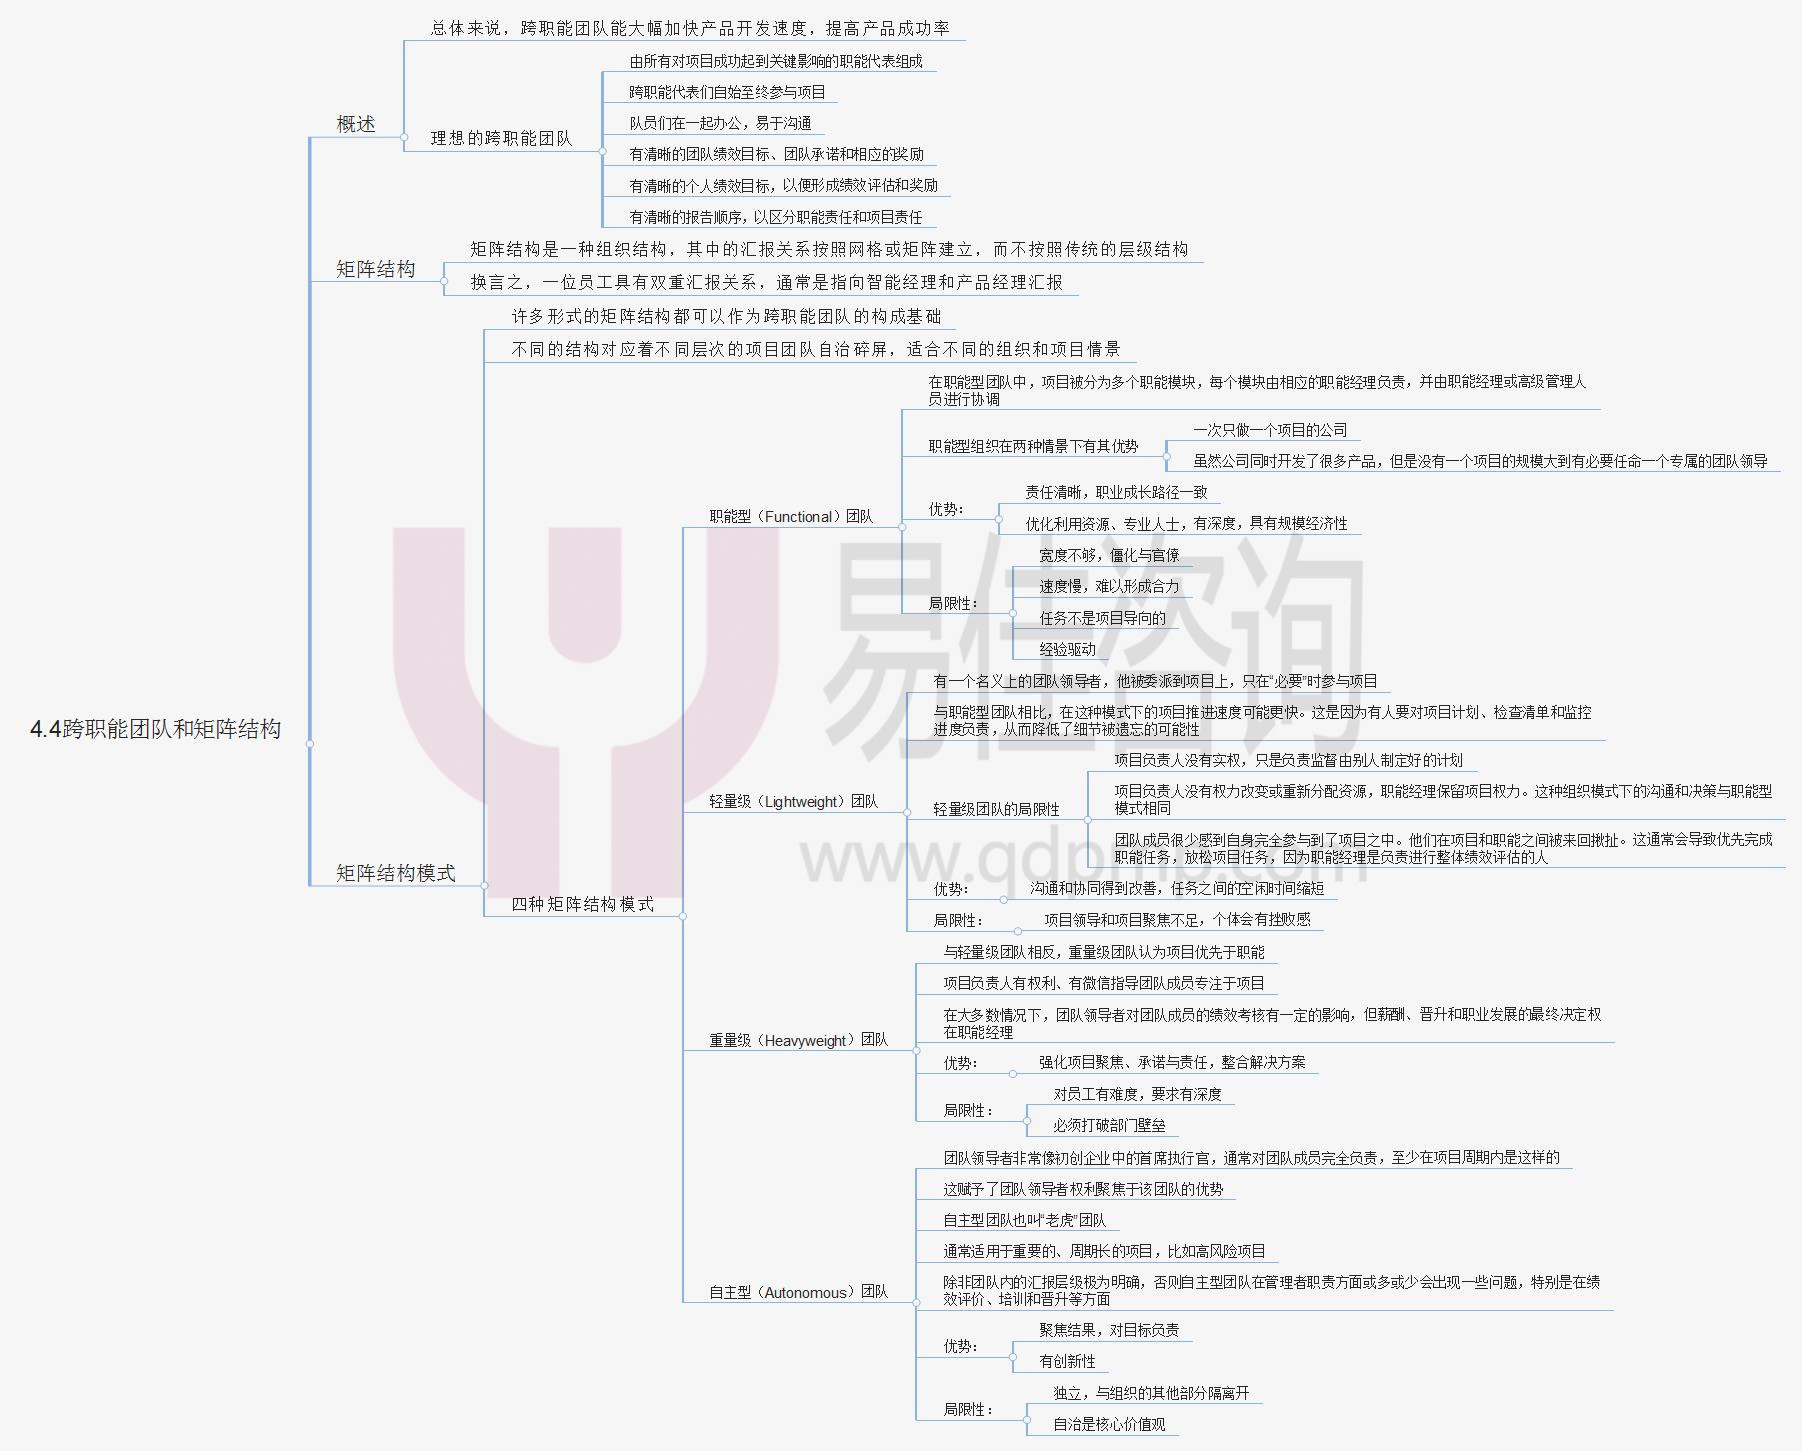 总体来说，跨职能团队能大幅加快产品开发速度，提高产品成功率
由所有对项目成功起到关键影响的职能代表组成
跨职能代表们自始至终参与项目
概述
队员们在一起办公，易于沟通
理想的跨职能团队
有清晰的团队绩效目标、团队承诺和相应的奖励
有清晰的个人绩效目标，以便形成绩效评估和奖励
有清晰的报告顺序，以区分职能责任和项目责任
矩阵结构是一种组织结构，其中的汇报关系按照网格或矩阵建立，而不按照传统的层级结构
矩阵结构
换言之，一位员工具有双重汇报关系，通常是指向智能经理和产品经理汇报
许多形式的矩阵结构都可以作为跨职能团队的构成基础
不同的结构对应着不同层次的项目团队自治碎屏，适合不同的组织和项目情景
在职能型团队中，项目被分为多个职能模块，每个模块由相应的职能经理负责，并由职能经理或高级管理人
员进行协调
一次只做一个项目的公司
职能型组织在两种情景下有其优势
虽然公司同时开发了很多产品，但是没有一个项目的规模大到有必要任命一个专属的团队领导
责任清晰，职业成长路径一致
优势：
职能型（Functional）团队
优化利用资源、专业人士，有深度，具有规模经济性
宽度不够，僵化与官僚
速度慢，难以形成合力
局限性：
任务不是项目导向的
经验驱动
易佳咨询
有一个名义上的团队领导者，他被委派到项目上，只在“必要”时参与项目
与职能型团队相比，在这种模式下的项目推进速度可能更快。这是因为有人要对项目计划、检查清单和监控
进度负责，从而降低了细节被遗忘的可能性
4.4跨职能团队和矩阵结构
项目负责人没有实权，只是负责监督由别人制定好的计划
项目负责人没有权力改变或重新分配资源，职能经理保留项目权力。这种组织模式下的沟通和决策与职能型
模式相同
轻量级（Lightweight）团队
轻量级团队的局限性
团队成员很少感到自身完全参与到了项目之中。他们在项目和职能之间被来回揪扯。这通常会导致优先完成
职能任务，放松项目任务，因为职能经理是负责进行整体绩效评估的人
www.qdpmp.com
矩阵结构模式
优势：
沟通和协同得到改善，任务之间的空闲时间缩短
四种矩阵结构模式
局限性：
项目领导和项目聚焦不足，个体会有挫败感
与轻量级团队相反，重量级团队认为项目优先于职能
项目负责人有权利、有微信指导团队成员专注于项目
在大多数情况下，团队领导者对团队成员的绩效考核有一定的影响，但薪酬、晋升和职业发展的最终决定权
在职能经理
重量级（Heavyweight）团队
优势：
强化项目聚焦、承诺与责任，整合解决方案
对员工有难度，要求有深度
局限性：
必须打破部门壁垒
团队领导者非常像初创企业中的首席执行官，通常对团队成员完全负责，至少在项目周期内是这样的
这赋予了团队领导者权利聚焦于该团队的优势
自主型团队也叫“老虎”团队
通常适用于重要的、周期长的项目，比如高风险项目
自主型（Autonomous）团队
除非团队内的汇报层级极为明确，否则自主型团队在管理者职责方面或多或少会出现一些问题，特别是在绩
效评价、培训和晋升等方面
聚焦结果，对目标负责
优势：
有创新性
独立，与组织的其他部分隔离开
局限性：
自治是核心价值观